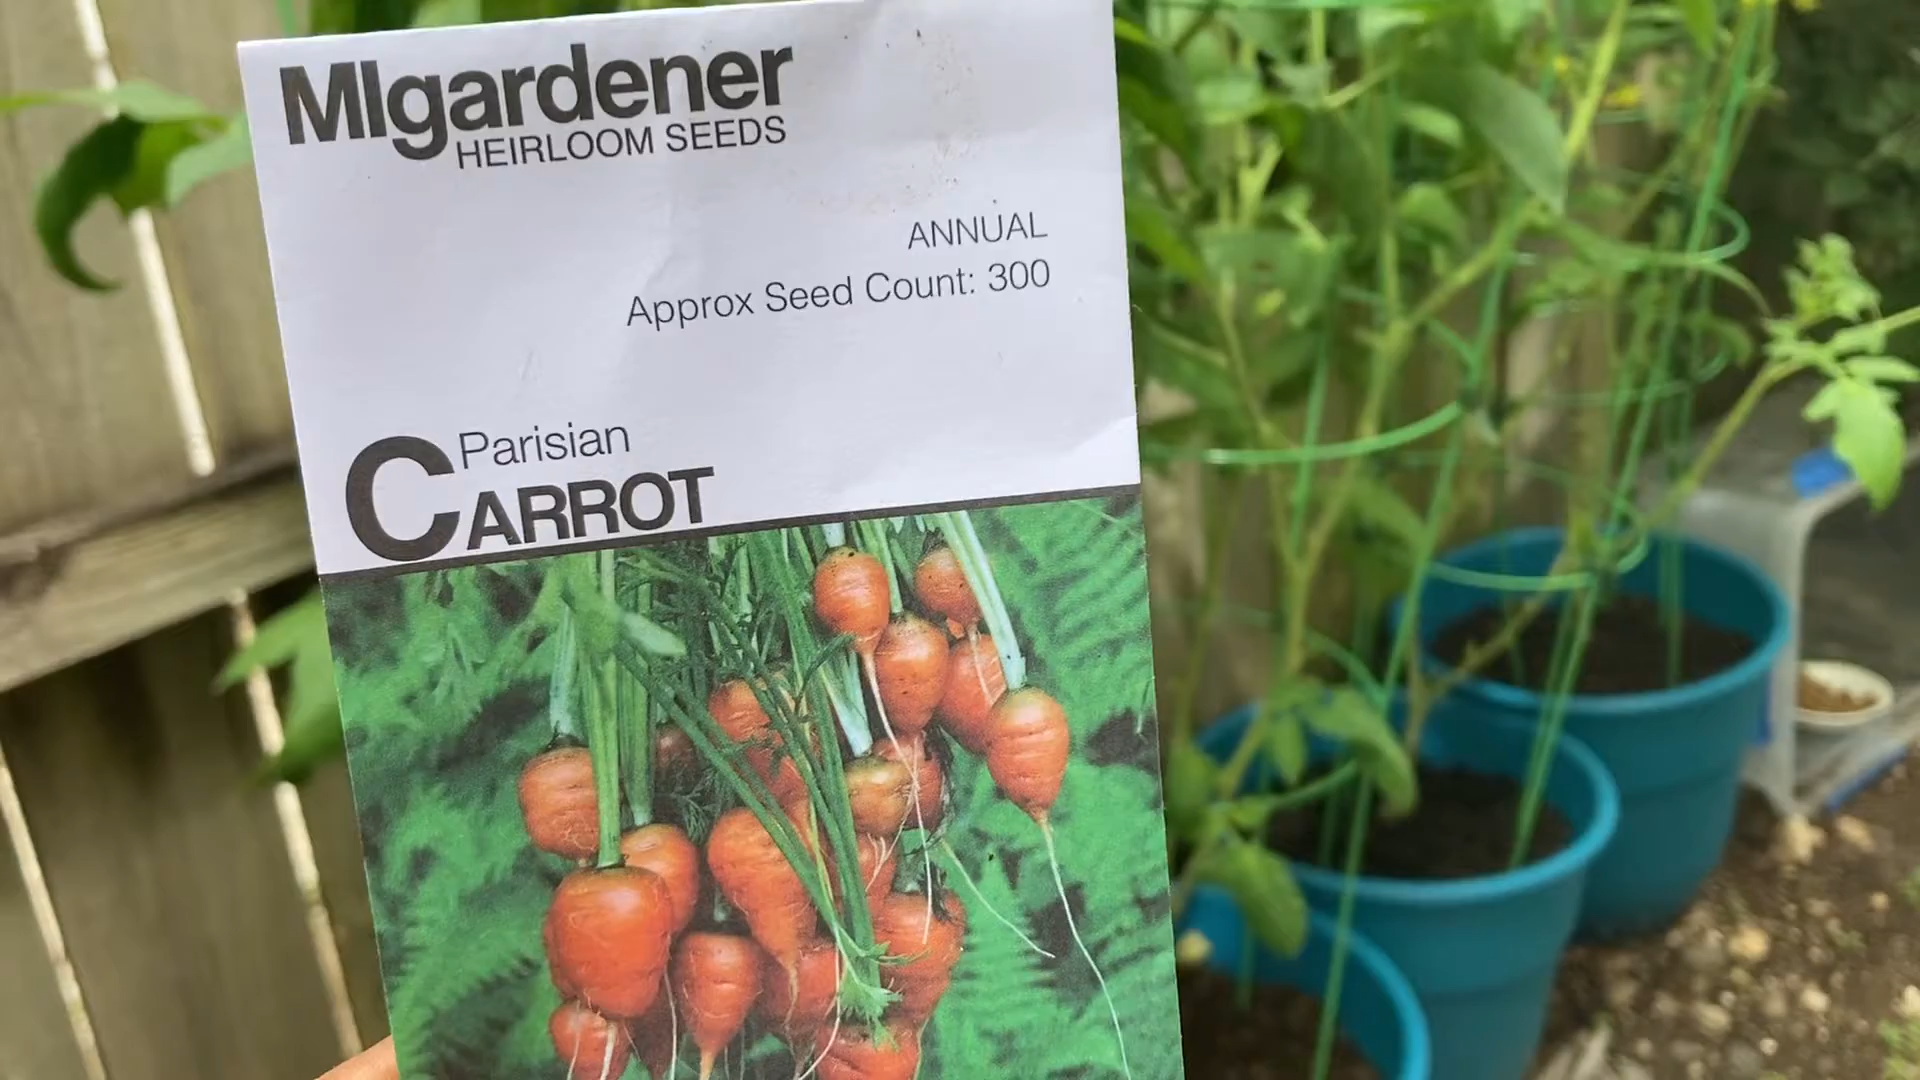 MIgardener
HEIRLOOM SEEDS
ANNUAL
Approx Seed Count: 300
Parisian
CARROT